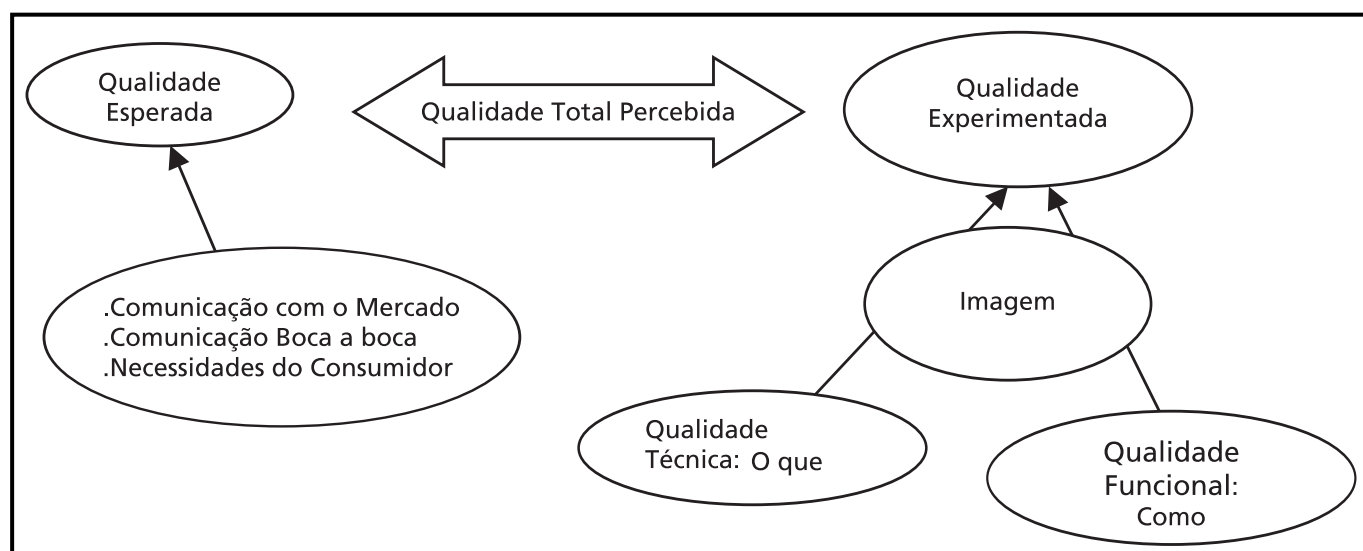 Qualidade
Esperada
Qualidade Total Percebida
Qualidade
Experimentada
.Comunicação com o Mercado
.Comunicação Boca a boca
.Necessidades do Consumidor
Imagem
Qualidade
Técnica: O que
Qualidade
Funcional:
Como